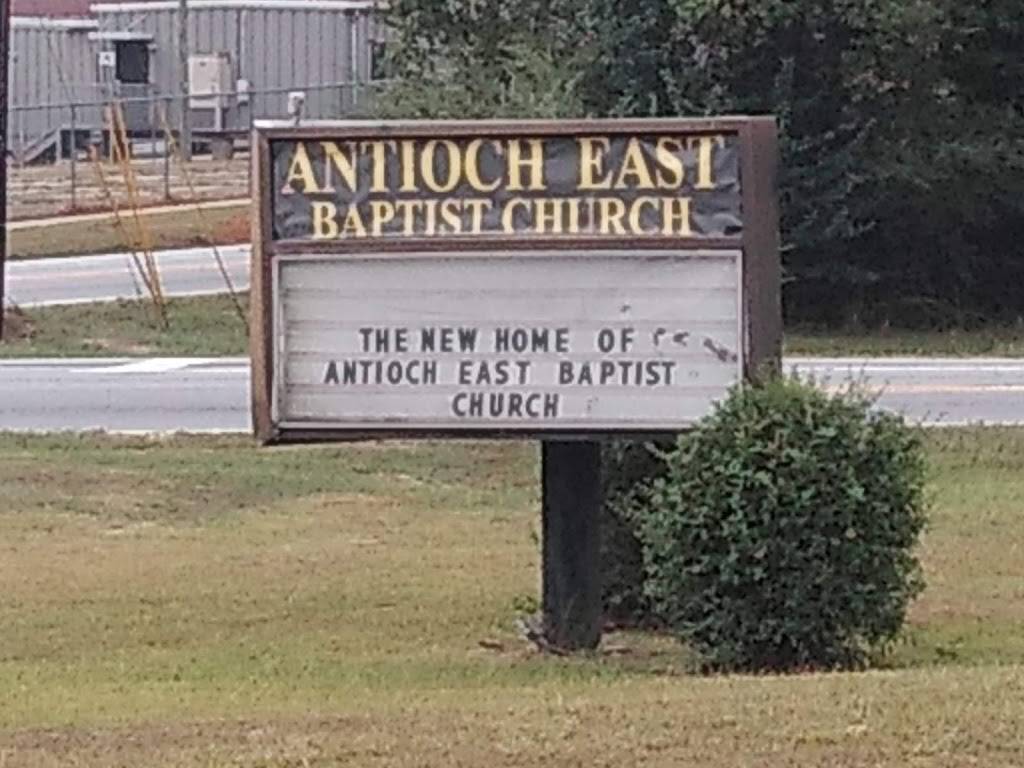 ANTIOCH EAST
BAPTIST CHURCH
THE NEW HOME OF
ANTIOCH EAST BAPTIST
CHURCH